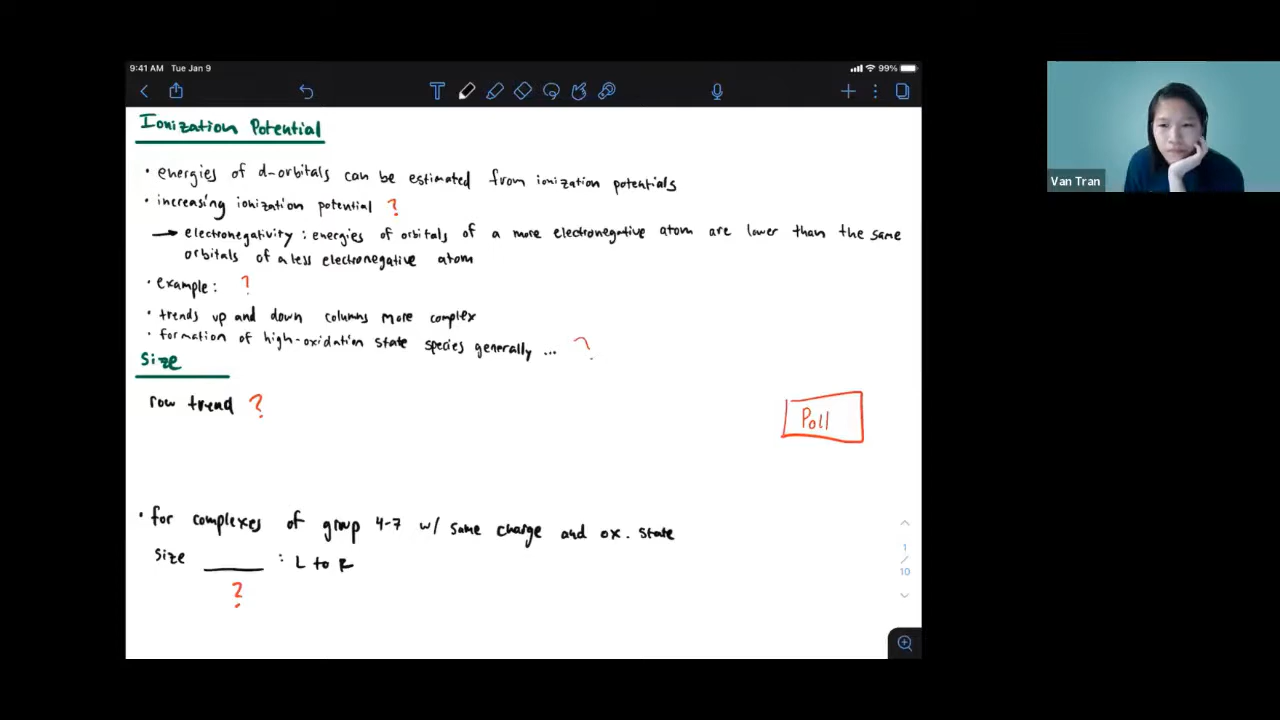 9:41 AM Tue Jan 9
99%
Ionization Potential
• energies of d-orbitals can be estimated from ionization potentials
• increasing ionization potential ?
→ electronegativity : energies of orbitals of a more electronegative atom are lower than the same
orbitals of a less electronegative atom
• example: ?
• trends up and down columns more complex
• formation of high-oxidation state species generally ... ?
Size
row trend ?
Poll
• for complexes of group 4-7 w/ same charge and ox. state
size ______ : L to R
?
1
/
10
Van Tran